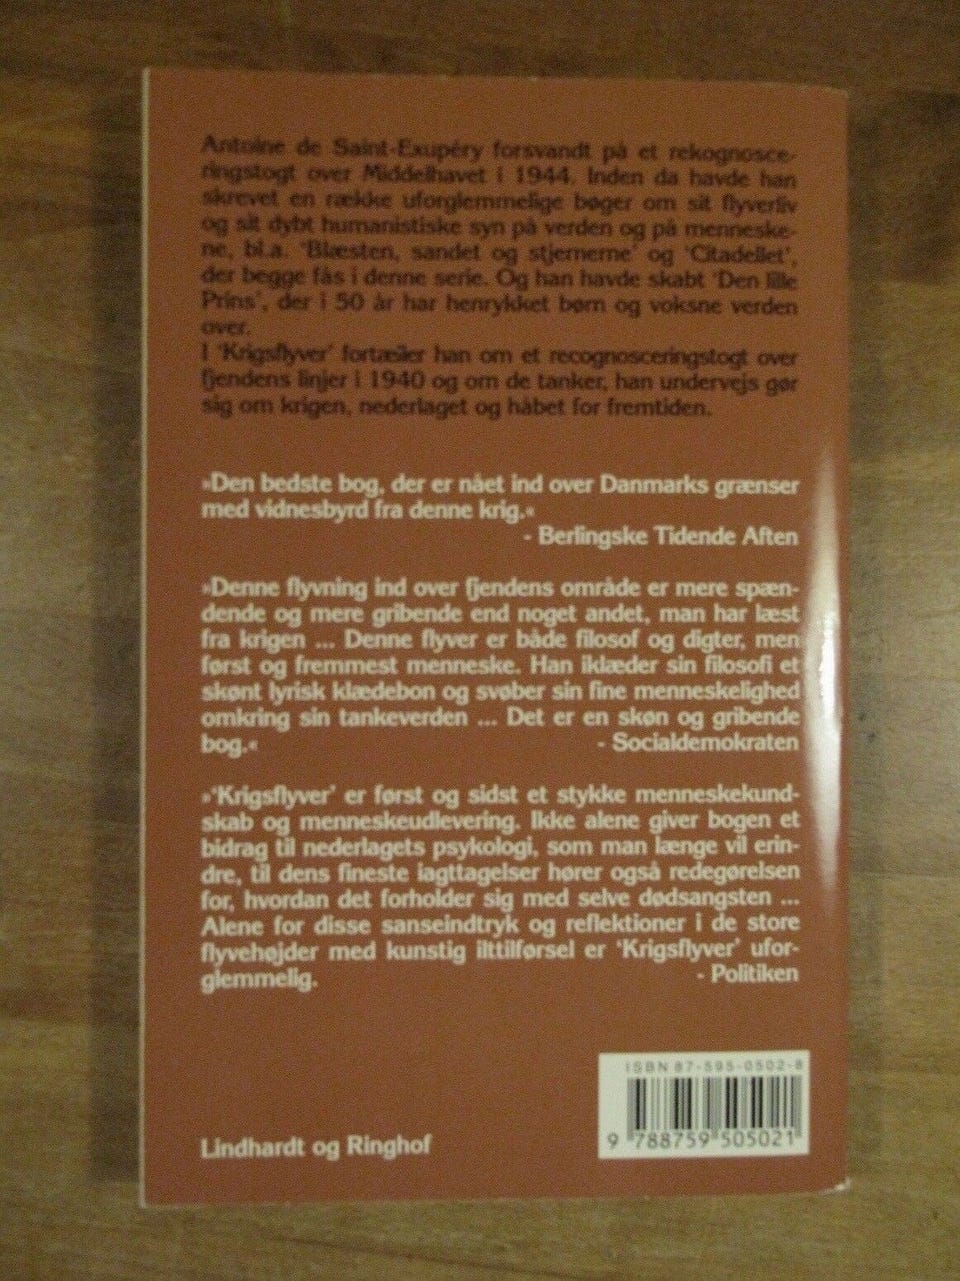 Antoine de Saint-Exupéry forsvandt på et rekognosce-
ringstogt over Middelhavet i 1944. Inden da havde han
skrevet en række uforglemmelige bøger om sit flyverliv
og sit dybt humanistiske syn på verden og på menneske-
ne, bl.a. 'Blæsten, sandet og stjernerne' og 'Citadellet',
der begge fås i denne serie. Og han havde skabt 'Den lille
Prins', der i 50 år har henrykket børn og voksne verden
over.
I 'Krigsflyver' fortæller han om et recognosceringstogt over
fjendens linjer i 1940 og om de tanker, han undervejs gør
sig om krigen, nederlaget og håbet for fremtiden.
»Den bedste bog, der er nået ind over Danmarks grænser
med vidnesbyrd fra denne krig.«
- Berlingske Tidende Aften
»Denne flyvning ind over fjendens område er mere spæn-
dende og mere gribende end noget andet, man har læst
fra krigen ... Denne flyver er både filosof og digter, men
først og fremmest menneske. Han iklæder sin filosofi et
skønt lyrisk klædebon og svøber sin fine menneskelighed
omkring sin tankeverden ... Det er en skøn og gribende
bog.« - Socialdemokraten
»'Krigsflyver' er først og sidst et stykke menneskekund-
skab og menneskeudlevering. Ikke alene giver bogen et
bidrag til nederlagets psykologi, som man længe vil erin-
dre, til dens fineste iagttagelser hører også redegørelsen
for, hvordan det forholder sig med selve dødsangsten ...
Alene for disse sanseindtryk og reflektioner i de store
flyvehøjder med kunstig ilttilførsel er 'Krigsflyver' ufor-
glemmelig. - Politiken
ISBN 87-595-0502-8
9 788759 505021
Lindhardt og Ringhof